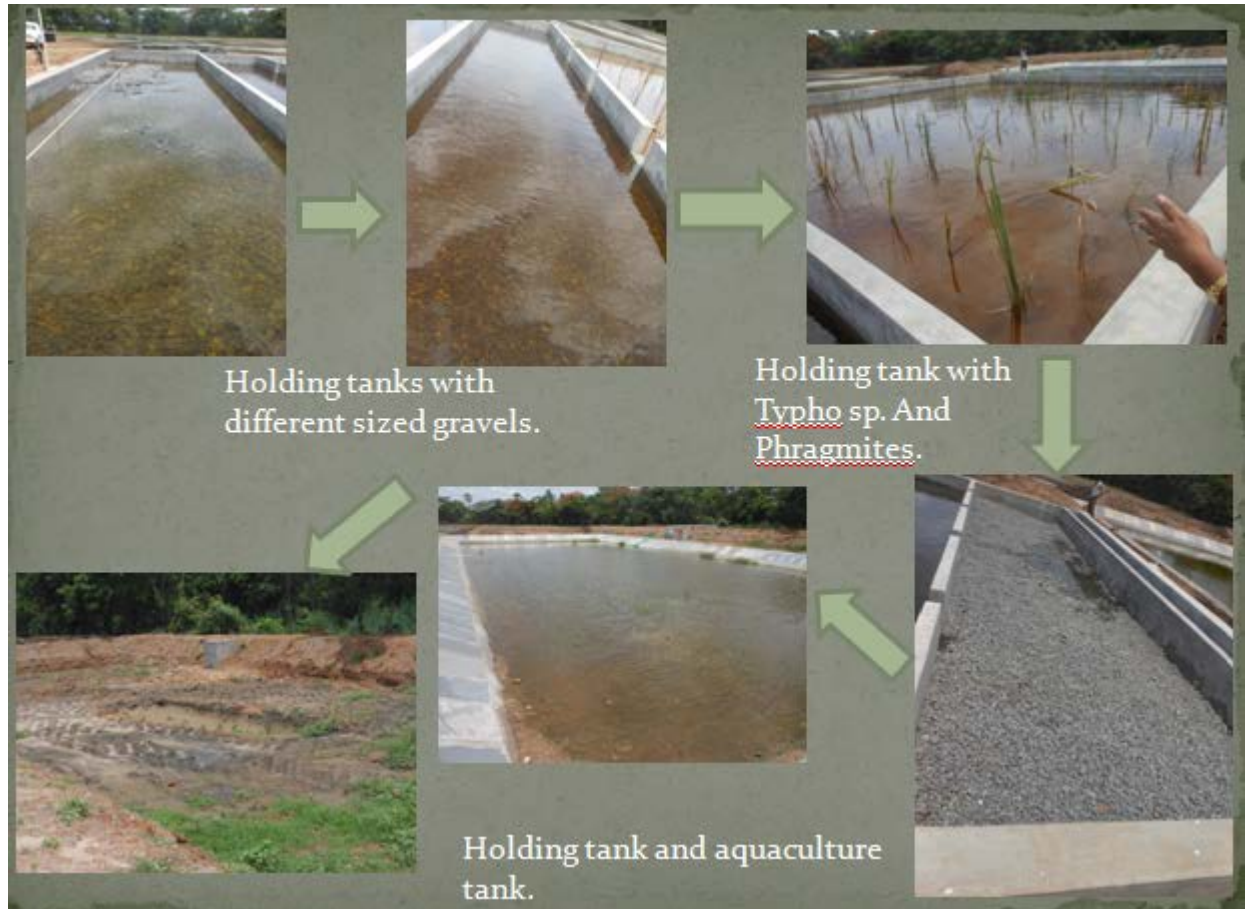 Holding tanks with
different sized gravels.
Holding tank with
Typho sp. And
Phragmites.
Holding tank and aquaculture
tank.